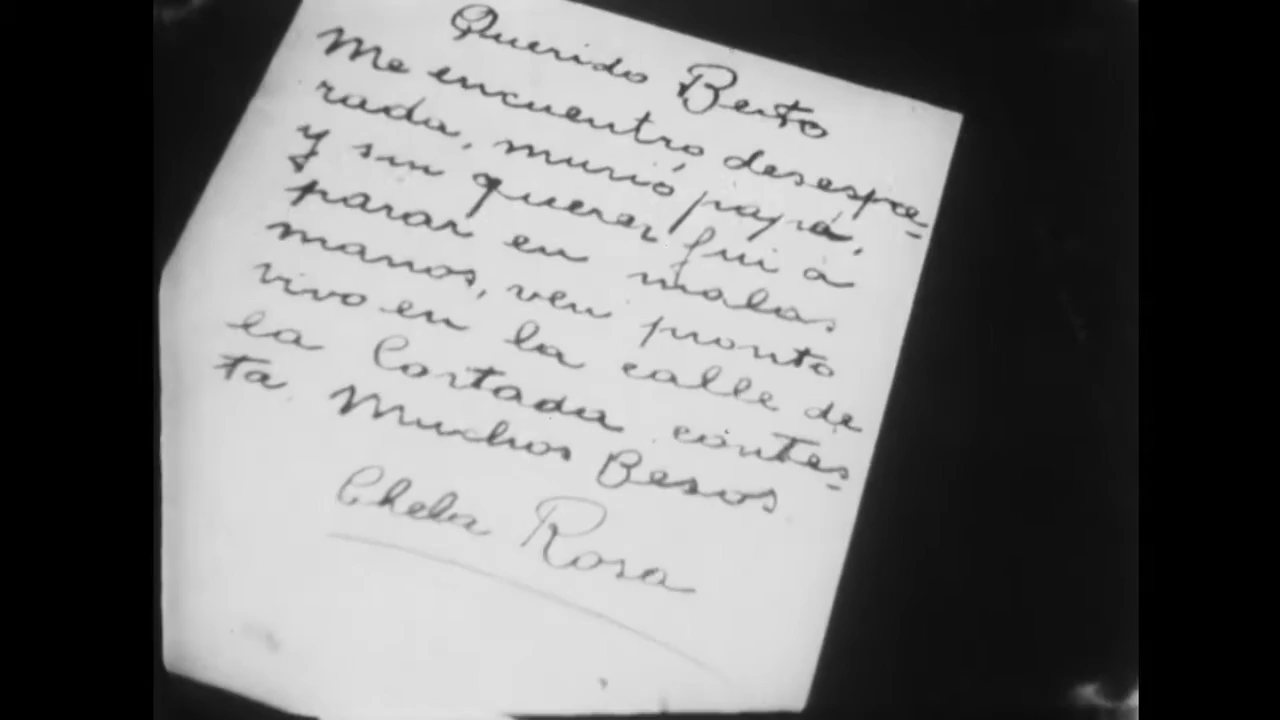 Querido Beto
Me encuentro, desespe-
rada, murió papá,
y sin querer fui a
parar en malas
manos, ven pronto
vivo en la calle de
la Cortada contes-
ta. Muchos Besos
Chela Rosa